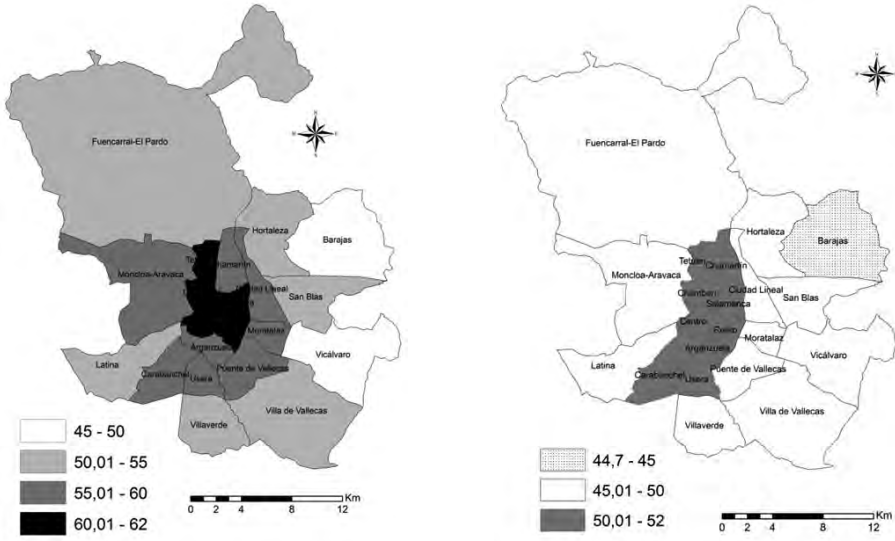 Fuencarral-El Pardo
Hortaleza
Barajas
Moncloa-Aravaca
San Blas
Moratalaz
Vicálvaro
Latina
Carabanchel
Usera
Puente de Vallecas
Villaverde
Villa de Vallecas
45 - 50
50,01 - 55
55,01 - 60
60,01 - 62
0 2 4 8 12
Km
Fuencarral-El Pardo
Hortaleza
Barajas
Tetuán
Chamartín
Moncloa-Aravaca
Ciudad Lineal
Chamberí
San Blas
Salamanca
Centro
Retiro
Moratalaz
Arganzuela
Vicálvaro
Latina
Puente de Vallecas
Carabanchel
Usera
Villa de Vallecas
Villaverde
44,7 - 45
45,01 - 50
50,01 - 52
0 2 4 8 12
Km